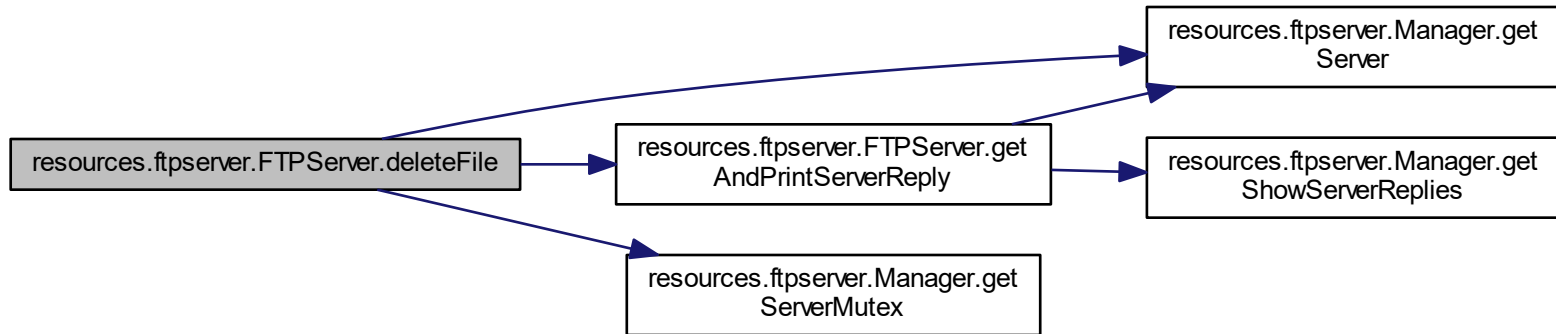 resources.ftpserver.FTPServer.deleteFile
resources.ftpserver.FTPServer.get
AndPrintServerReply
resources.ftpserver.Manager.get
ServerMutex
resources.ftpserver.Manager.get
Server
resources.ftpserver.Manager.get
ShowServerReplies